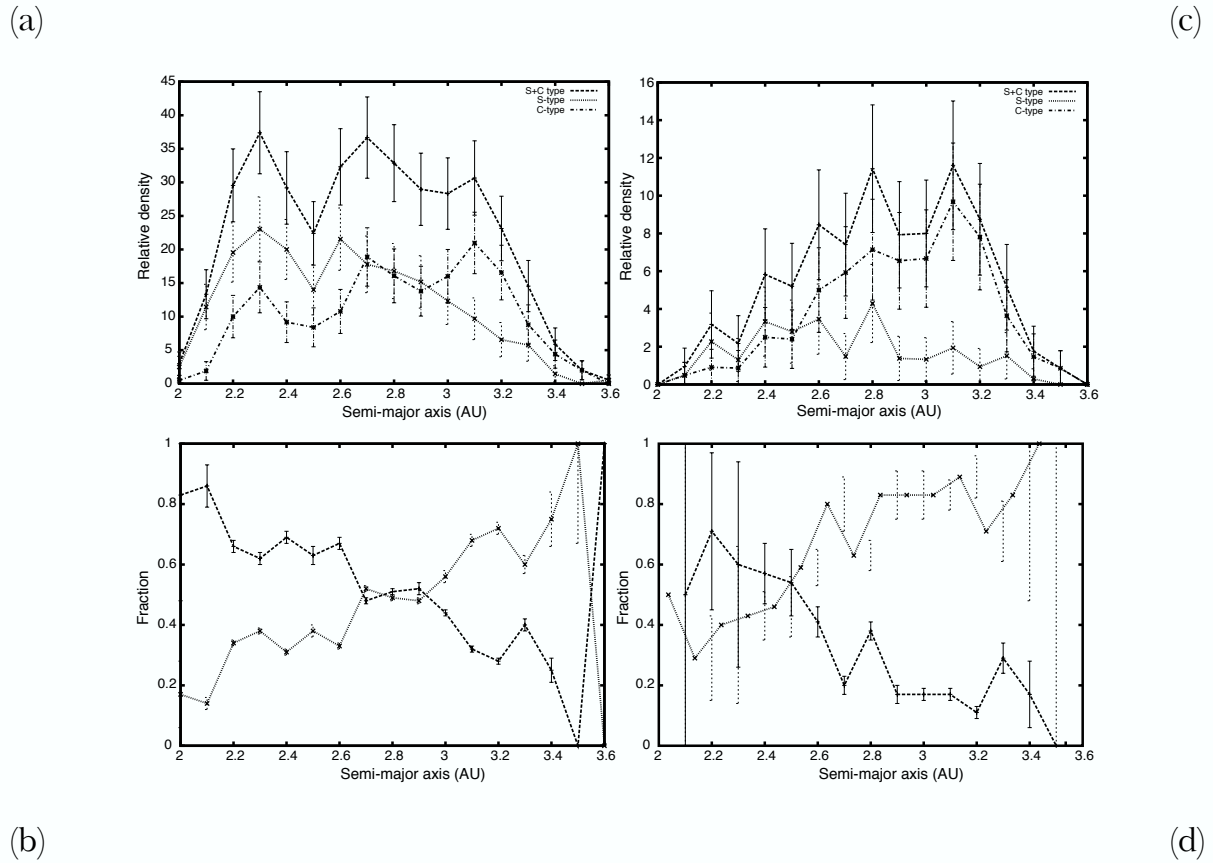 (a)
(c)
45
40
35
30
25
20
15
10
5
0
Relative density
S+C type
S-type
C-type
2 2.2 2.4 2.6 2.8 3 3.2 3.4 3.6
Semi-major axis (AU)
16
14
12
10
8
6
4
2
0
Relative density
S+C type
S-type
C-type
2 2.2 2.4 2.6 2.8 3 3.2 3.4 3.6
Semi-major axis (AU)
1
0.8
0.6
0.4
0.2
0
Fraction
2 2.2 2.4 2.6 2.8 3 3.2 3.4 3.6
Semi-major axis (AU)
1
0.8
0.6
0.4
0.2
0
Fraction
2 2.2 2.4 2.6 2.8 3 3.2 3.4 3.6
Semi-major axis (AU)
(b)
(d)